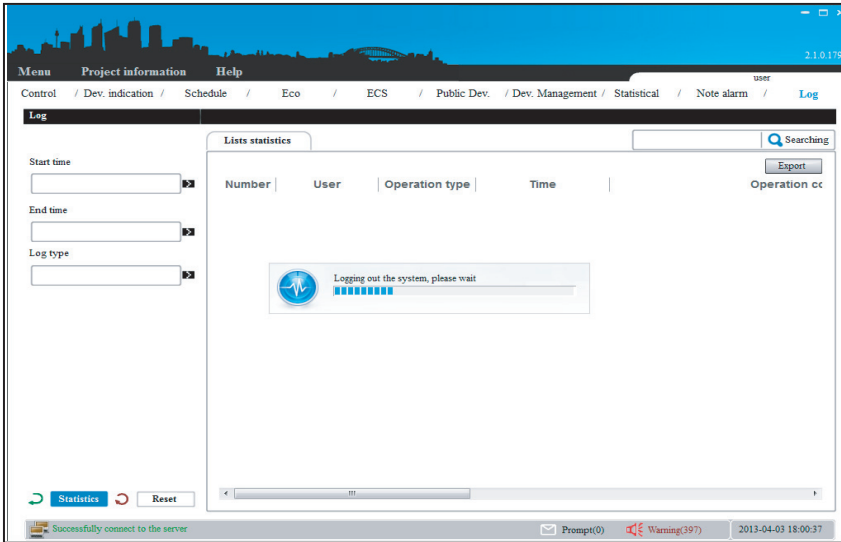 2.1.0.179
Menu Project information Help
user
Control / Dev. indication / Schedule / Eco / ECS / Public Dev. / Dev. Management / Statistical / Note alarm / Log
Log
Lists statistics
Searching
Start time
Export
Number User Operation type Time Operation cc
End time
Log type
Logging out the system, please wait
Statistics Reset
Successfully connect to the server
Prompt(0) Warning(397) 2013-04-03 18:00:37